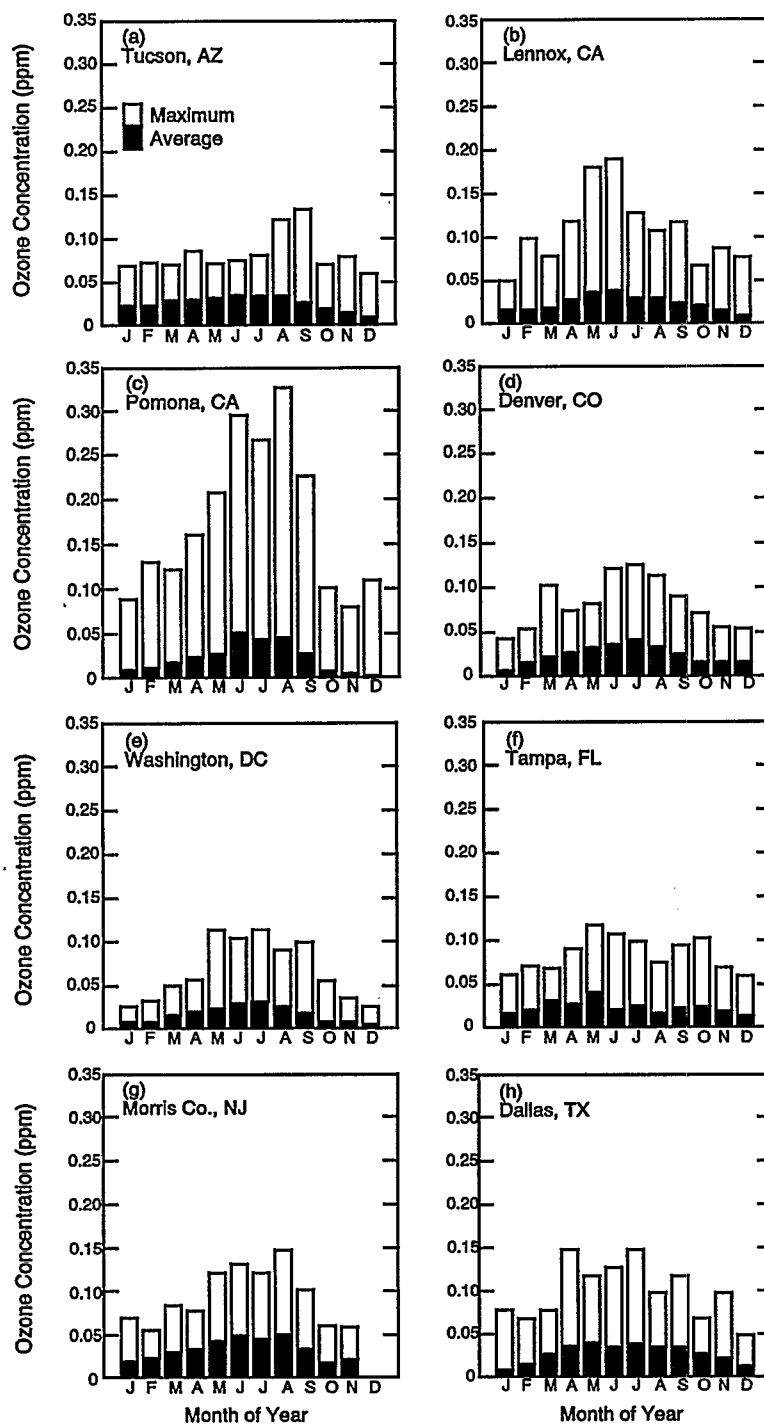 Ozone Concentration (ppm)
0.35
0.30
0.25
0.20
0.15
0.10
0.05
0
(a)
Tucson, AZ
Maximum
Average
J F M A M J J A S O N D
0.35
0.30
0.25
0.20
0.15
0.10
0.05
0
(b)
Lennox, CA
J F M A M J J A S O N D
Ozone Concentration (ppm)
0.35
0.30
0.25
0.20
0.15
0.10
0.05
0
(c)
Pomona, CA
J F M A M J J A S O N D
0.35
0.30
0.25
0.20
0.15
0.10
0.05
0
(d)
Denver, CO
J F M A M J J A S O N D
Ozone Concentration (ppm)
0.35
0.30
0.25
0.20
0.15
0.10
0.05
0
(e)
Washington, DC
J F M A M J J A S O N D
0.35
0.30
0.25
0.20
0.15
0.10
0.05
0
(f)
Tampa, FL
J F M A M J J A S O N D
Ozone Concentration (ppm)
0.35
0.30
0.25
0.20
0.15
0.10
0.05
0
(g)
Morris Co., NJ
J F M A M J J A S O N D
Month of Year
0.35
0.30
0.25
0.20
0.15
0.10
0.05
0
(h)
Dallas, TX
J F M A M J J A S O N D
Month of Year